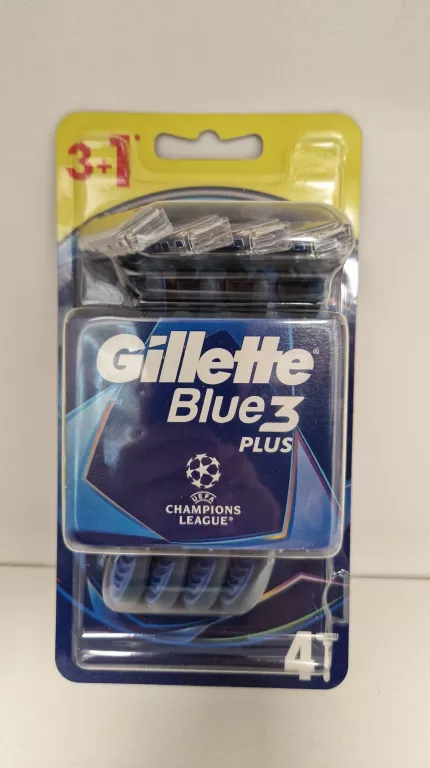 3+1*
Gillette®
Blue3
PLUS
UEFA
CHAMPIONS
LEAGUE®
4